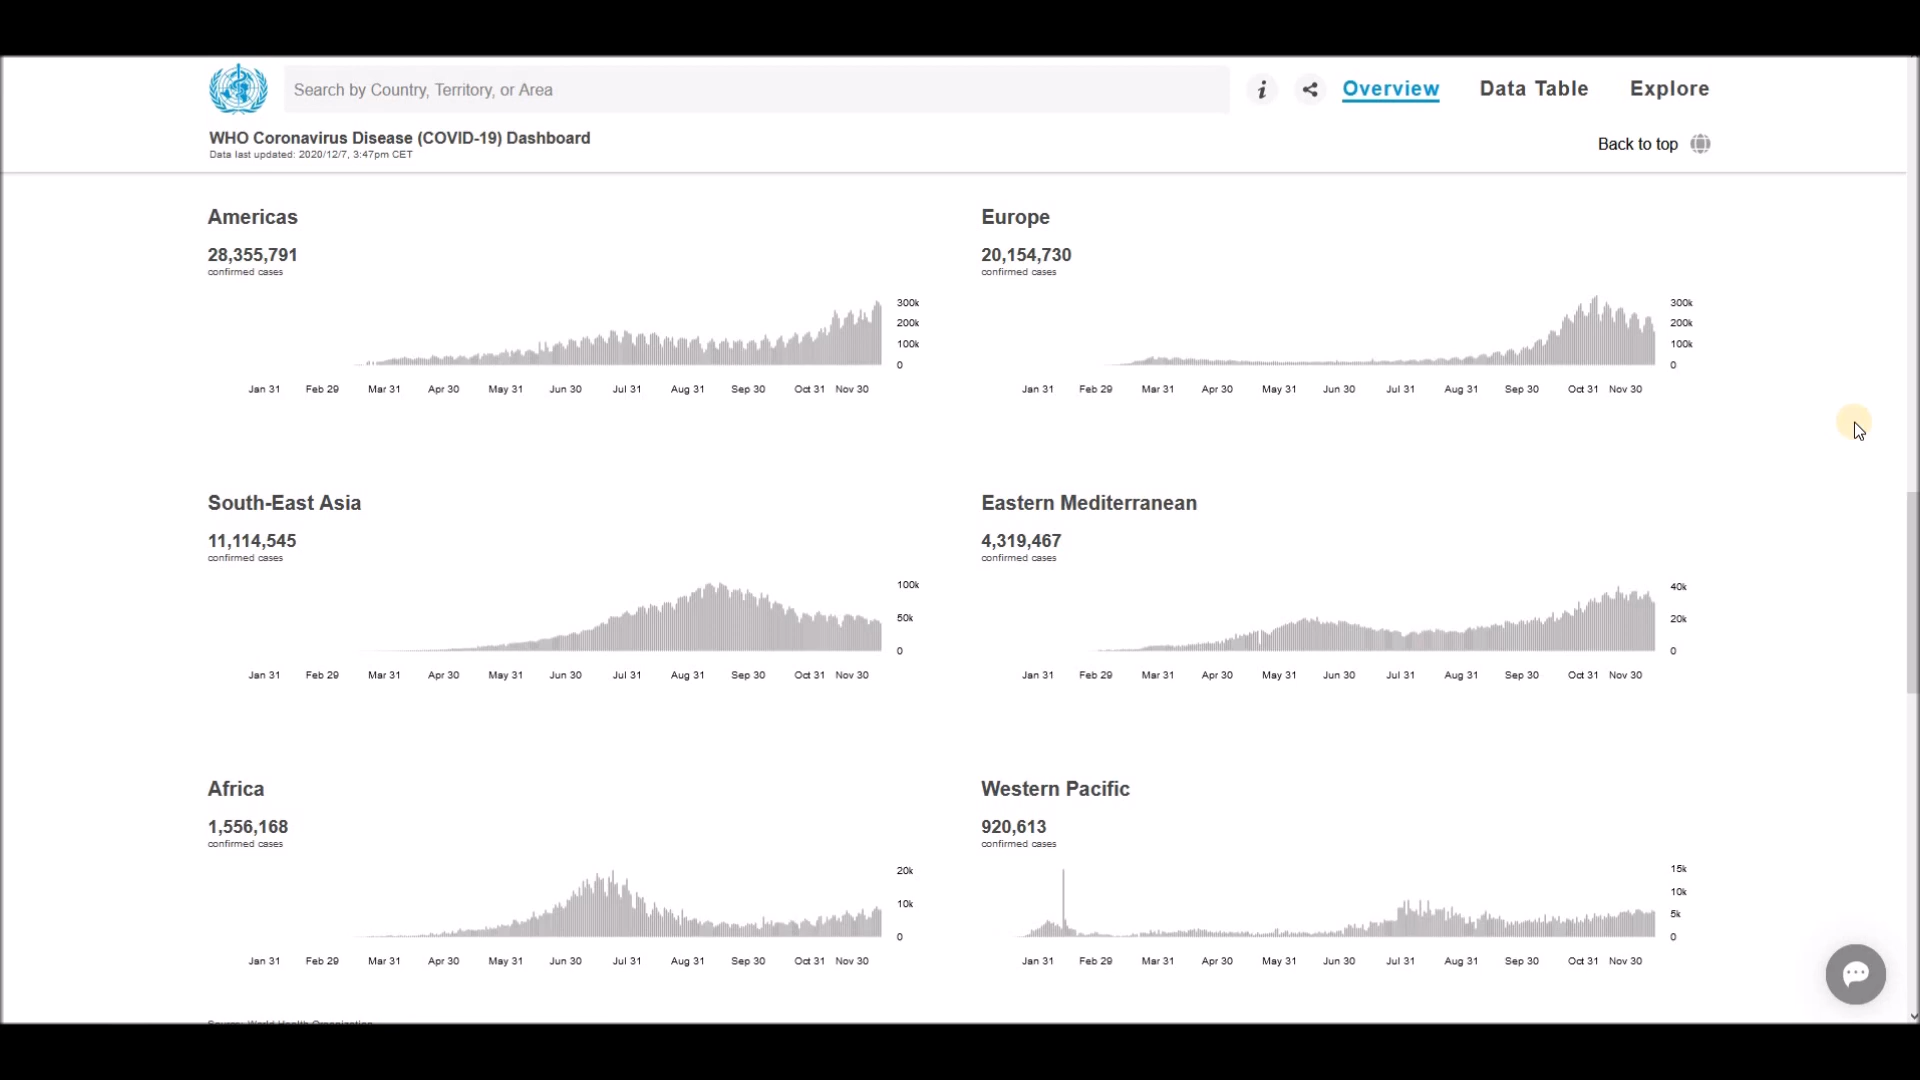 Search by Country, Territory, or Area
i
Overview
Data Table
Explore
WHO Coronavirus Disease (COVID-19) Dashboard
Data last updated: 2020/12/7, 3:47pm CET
Back to top
Americas
28,355,791
confirmed cases
300k
200k
100k
0
Jan 31 Feb 29 Mar 31 Apr 30 May 31 Jun 30 Jul 31 Aug 31 Sep 30 Oct 31 Nov 30
Europe
20,154,730
confirmed cases
300k
200k
100k
0
Jan 31 Feb 29 Mar 31 Apr 30 May 31 Jun 30 Jul 31 Aug 31 Sep 30 Oct 31 Nov 30
South-East Asia
11,114,545
confirmed cases
100k
50k
0
Jan 31 Feb 29 Mar 31 Apr 30 May 31 Jun 30 Jul 31 Aug 31 Sep 30 Oct 31 Nov 30
Eastern Mediterranean
4,319,467
confirmed cases
40k
20k
0
Jan 31 Feb 29 Mar 31 Apr 30 May 31 Jun 30 Jul 31 Aug 31 Sep 30 Oct 31 Nov 30
Africa
1,556,168
confirmed cases
20k
10k
0
Jan 31 Feb 29 Mar 31 Apr 30 May 31 Jun 30 Jul 31 Aug 31 Sep 30 Oct 31 Nov 30
Western Pacific
920,613
confirmed cases
15k
10k
5k
0
Jan 31 Feb 29 Mar 31 Apr 30 May 31 Jun 30 Jul 31 Aug 31 Sep 30 Oct 31 Nov 30
Source: World Health Organization